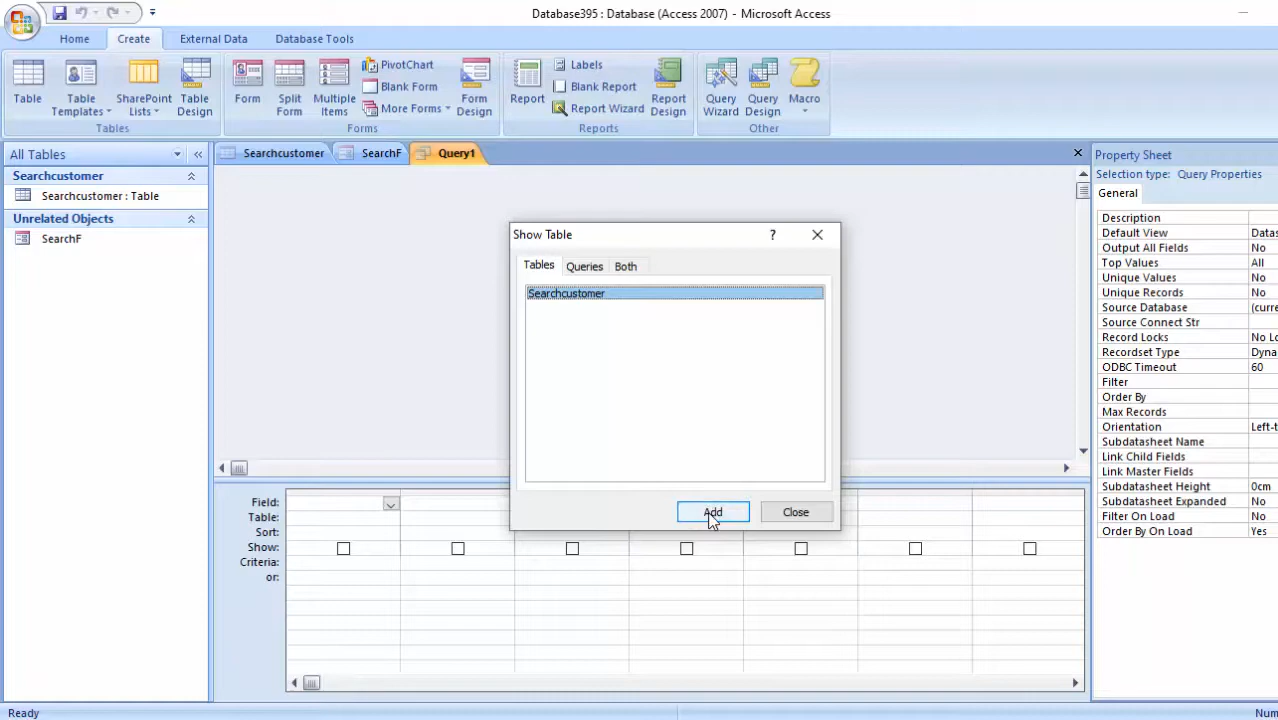 Database395 : Database (Access 2007) - Microsoft Access
Home Create External Data Database Tools
Table
Table Templates
SharePoint Lists
Table Design
Tables
Form
Split Form
Multiple Items
PivotChart
Blank Form
More Forms
Form Design
Forms
Report
Labels
Blank Report
Report Wizard
Report Design
Reports
Query Wizard
Query Design
Macro
Other
All Tables
Searchcustomer
Searchcustomer : Table
Unrelated Objects
SearchF
Searchcustomer SearchF Query1
Show Table
?
Tables Queries Both
Searchcustomer
Add Close
Field:
Table:
Sort:
Show:
Criteria:
or:
Property Sheet
Selection type: Query Properties
General
Description
Default View Datas
Output All Fields No
Top Values All
Unique Values No
Unique Records No
Source Database (curre
Source Connect Str
Record Locks No Lo
Recordset Type Dyna
ODBC Timeout 60
Filter
Order By
Max Records
Orientation Left-t
Subdatasheet Name
Link Child Fields
Link Master Fields
Subdatasheet Height 0cm
Subdatasheet Expanded No
Filter On Load No
Order By On Load Yes
Ready
Num